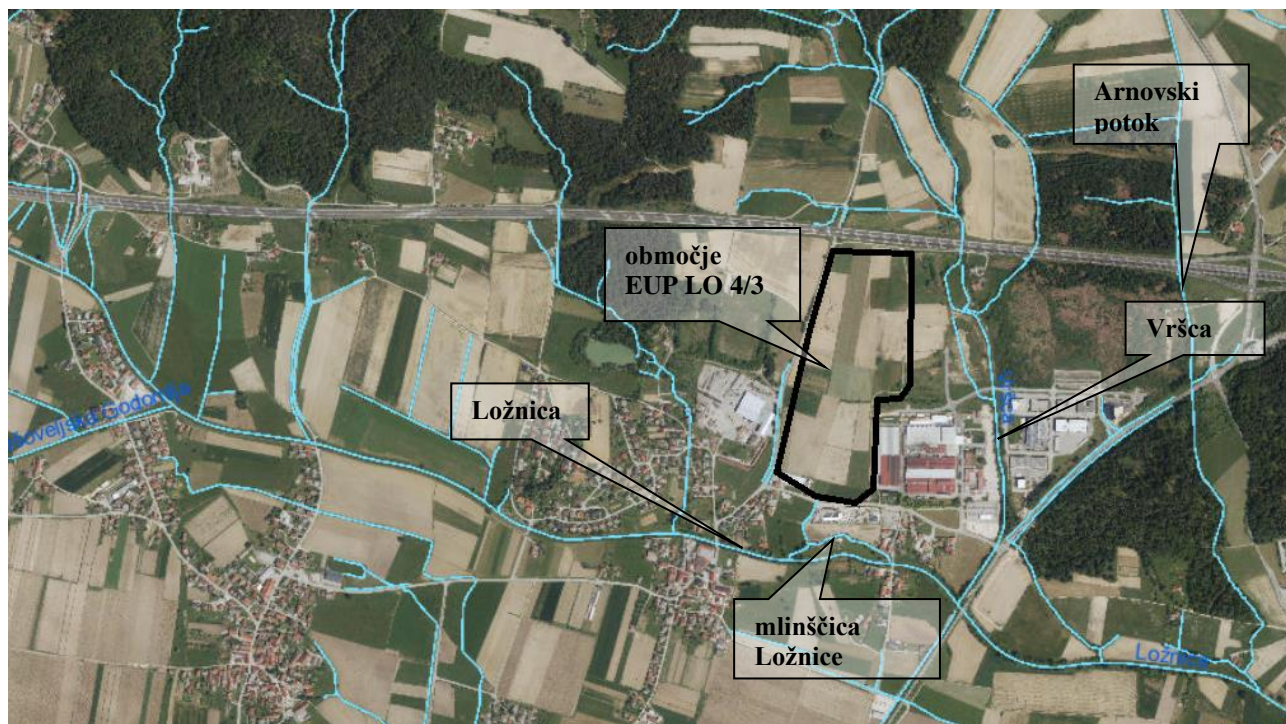 Arnovski
potok
območje
EUP LO 4/3
Vršca
Ložnica
mlinščica
Ložnice
Ložnica